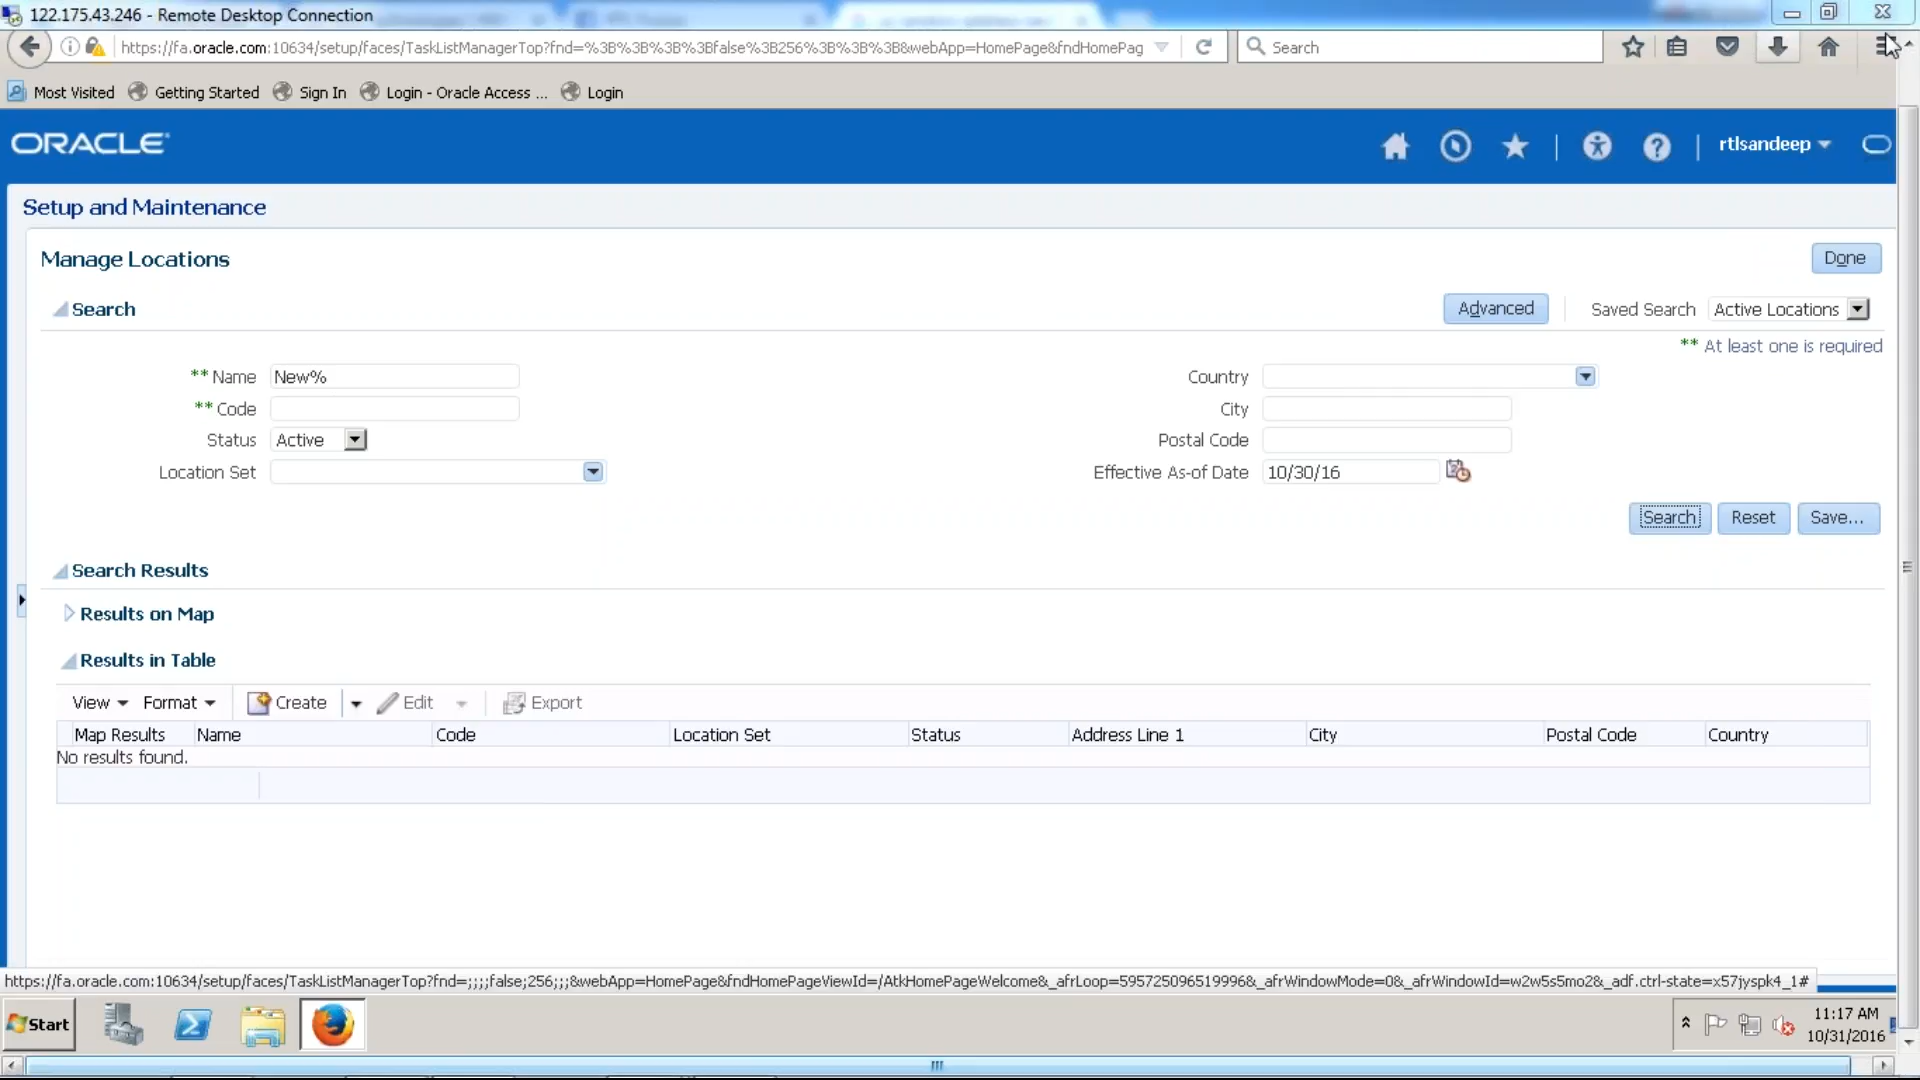 122.175.43.246 - Remote Desktop Connection
https://fa.oracle.com:10634/setup/faces/TaskListManagerTop?fnd=%3B%3B%3B%3Bfalse%3B256%3B%3B%3B&webApp=HomePage&fndHomePag
Search
Most Visited Getting Started Sign In Login - Oracle Access ... Login
ORACLE
rtlsandeep
Setup and Maintenance
Manage Locations
Done
Search
Advanced
Saved Search Active Locations
** At least one is required
** Name New%
Country
** Code
City
Status Active
Postal Code
Location Set
Effective As-of Date 10/30/16
Search Reset Save...
Search Results
Results on Map
Results in Table
View Format Create Edit Export
Map Results Name Code Location Set Status Address Line 1 City Postal Code Country
No results found.
https://fa.oracle.com:10634/setup/faces/TaskListManagerTop?fnd=;;;;false;256;;;&webApp=HomePage&fndHomePageViewId=/AtkHomePageWelcome&_afrLoop=5957250965199996&_afrWindowMode=0&_afrWindowId=w2w5s5mo2&_adf.ctrl-state=x57jyspk4_1#
Start
11:17 AM
10/31/2016